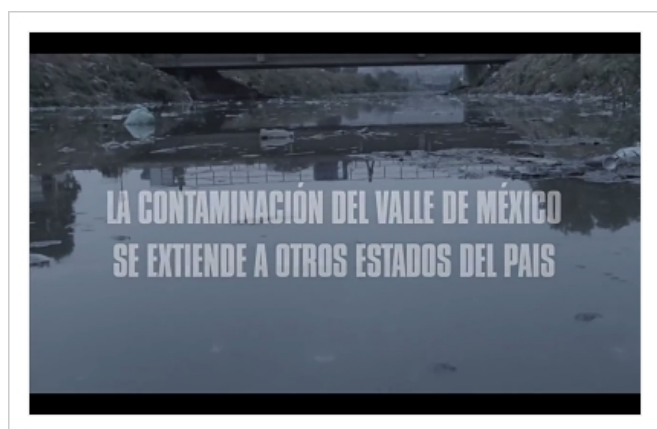 LA CONTAMINACIÓN DEL VALLE DE MÉXICO
SE EXTIENDE A OTROS ESTADOS DEL PAIS